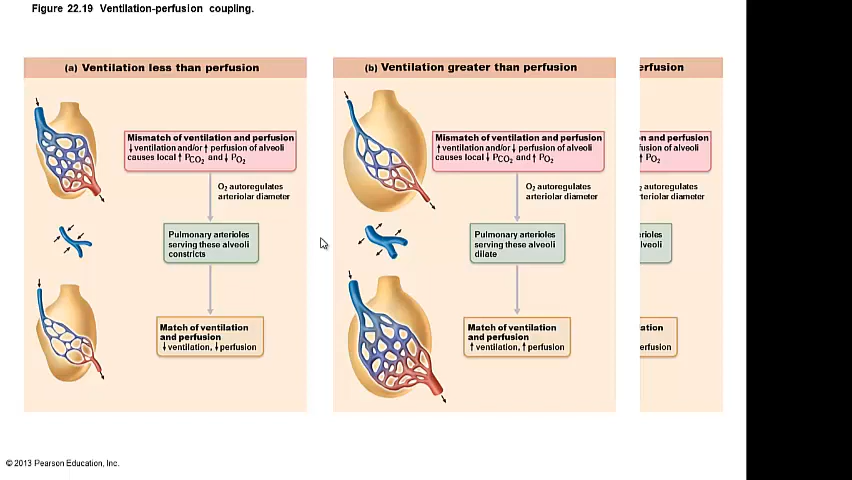 Figure 22.19 Ventilation-perfusion coupling.
(a) Ventilation less than perfusion
Mismatch of ventilation and perfusion
↓ventilation and/or ↑ perfusion of alveoli
causes local ↑ PCO2 and ↓ PO2
O2 autoregulates
arteriolar diameter
Pulmonary arterioles
serving these alveoli
constricts
Match of ventilation
and perfusion
↓ventilation, ↓perfusion
(b) Ventilation greater than perfusion
Mismatch of ventilation and perfusion
↑ ventilation and/or ↓ perfusion of alveoli
causes local ↓ PCO2 and ↑ PO2
O2 autoregulates
arteriolar diameter
Pulmonary arterioles
serving these alveoli
dilate
Match of ventilation
and perfusion
↑ ventilation, ↑ perfusion
erfusion
n and perfusion
fusion of alveoli
↑ PO2
2 autoregulates
rteriolar diameter
rioles
lveoli
ation
erfusion
© 2013 Pearson Education, Inc.